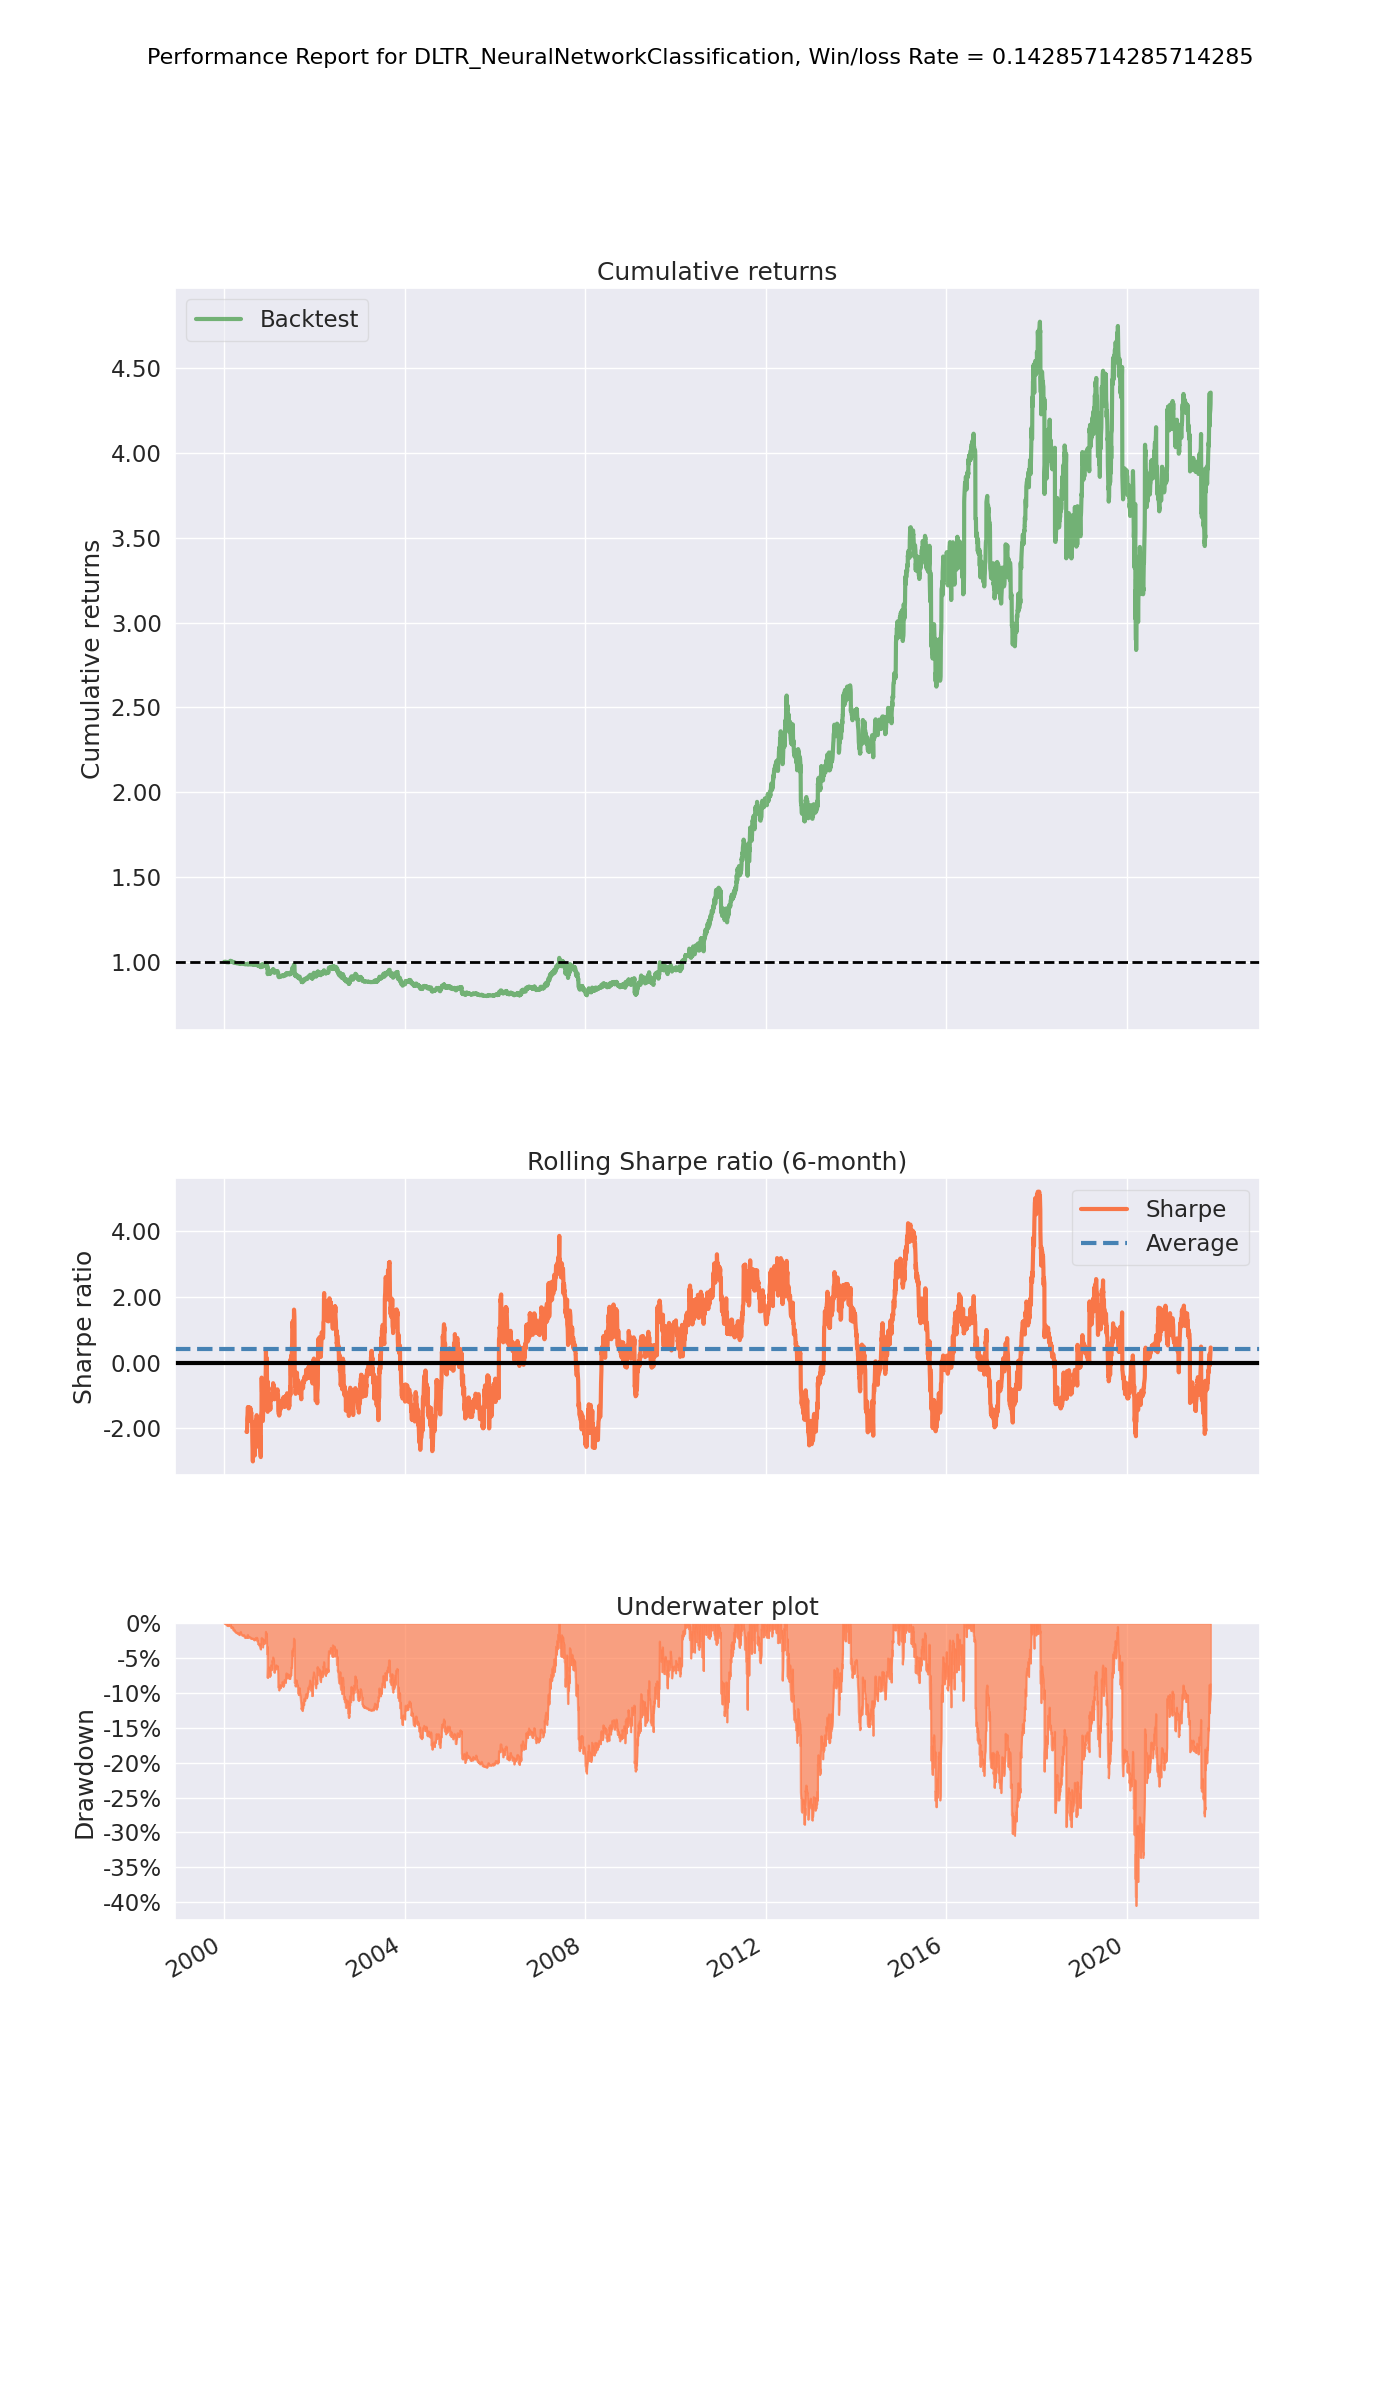 Performance Report for DLTR_NeuralNetworkClassification, Win/loss Rate = 0.14285714285714285
Cumulative returns
Backtest
Cumulative returns
4.50
4.00
3.50
3.00
2.50
2.00
1.50
1.00
Rolling Sharpe ratio (6-month)
Sharpe
Average
Sharpe ratio
4.00
2.00
0.00
-2.00
Underwater plot
Drawdown
0%
-5%
-10%
-15%
-20%
-25%
-30%
-35%
-40%
2000
2004
2008
2012
2016
2020